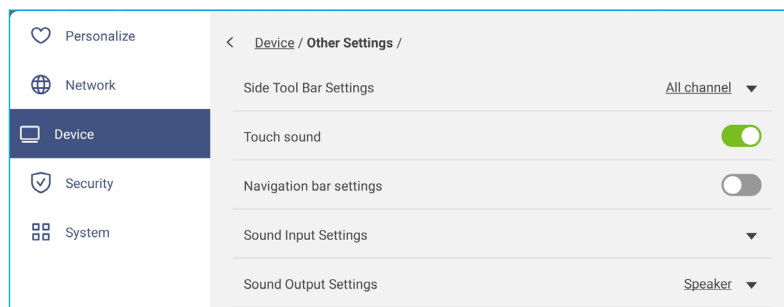 Personalize
Network
Device
Security
System
< Device / Other Settings /
Side Tool Bar Settings All channel
Touch sound
Navigation bar settings
Sound Input Settings
Sound Output Settings Speaker